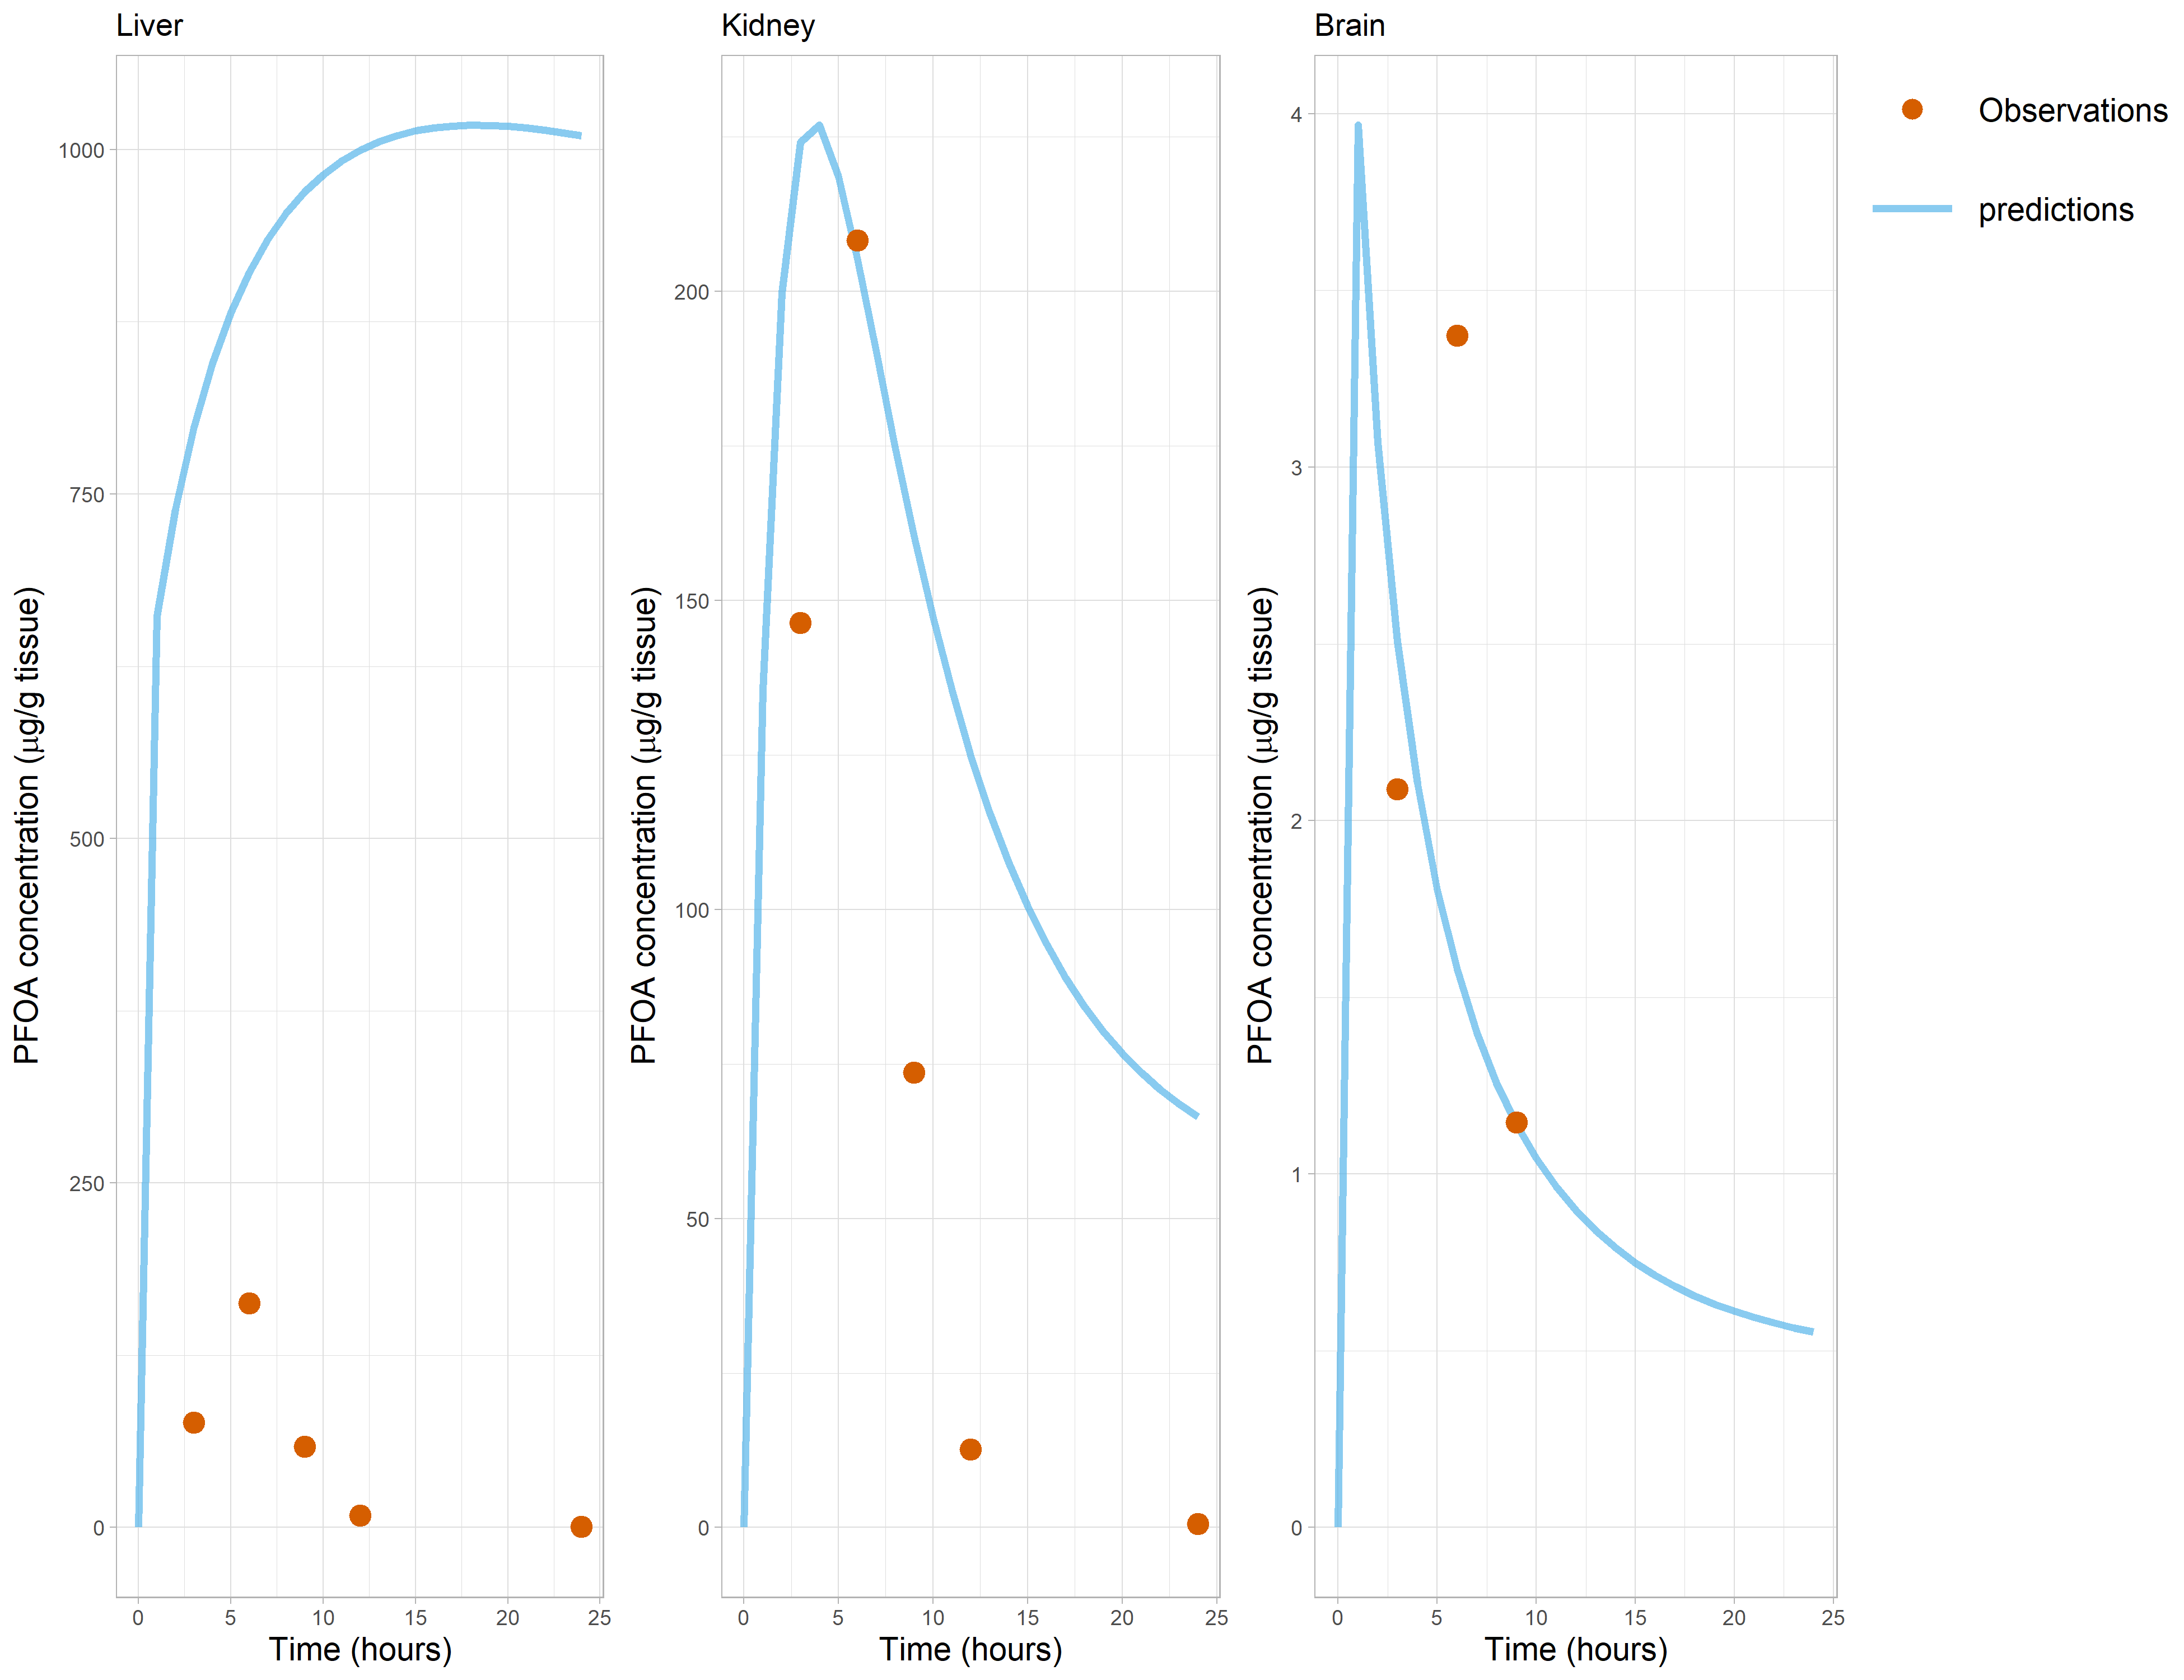 Liver
Kidney
Brain
PFOA concentration (μg/g tissue)
1000
750
500
250
0
0 5 10 15 20 25
Time (hours)
PFOA concentration (μg/g tissue)
200
150
100
50
0
0 5 10 15 20 25
Time (hours)
PFOA concentration (μg/g tissue)
4
3
2
1
0
0 5 10 15 20 25
Time (hours)
Observations
predictions